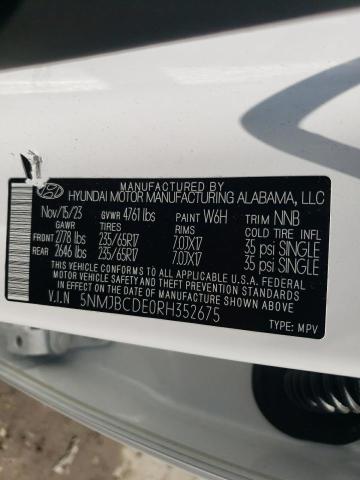 MANUFACTURED BY
HYUNDAI MOTOR MANUFACTURING ALABAMA, LLC
Nov/15/23 GVWR 4761 lbs PAINT W6H TRIM NNB
GAWR TIRES RIMS COLD TIRE INFL
FRONT 2778 lbs 235/65R17 7.0JX17 35 psi SINGLE
REAR 2646 lbs 235/65R17 7.0JX17 35 psi SINGLE
THIS VEHICLE CONFORMS TO ALL APPLICABLE U.S.A. FEDERAL
MOTOR VEHICLE SAFETY, BUMPER, AND THEFT PREVENTION
STANDARDS IN EFFECT ON THE DATE OF MANUFACTURE SHOWN ABOVE.
V.I.N 5NMJBCDE0RH352675
TYPE: MPV